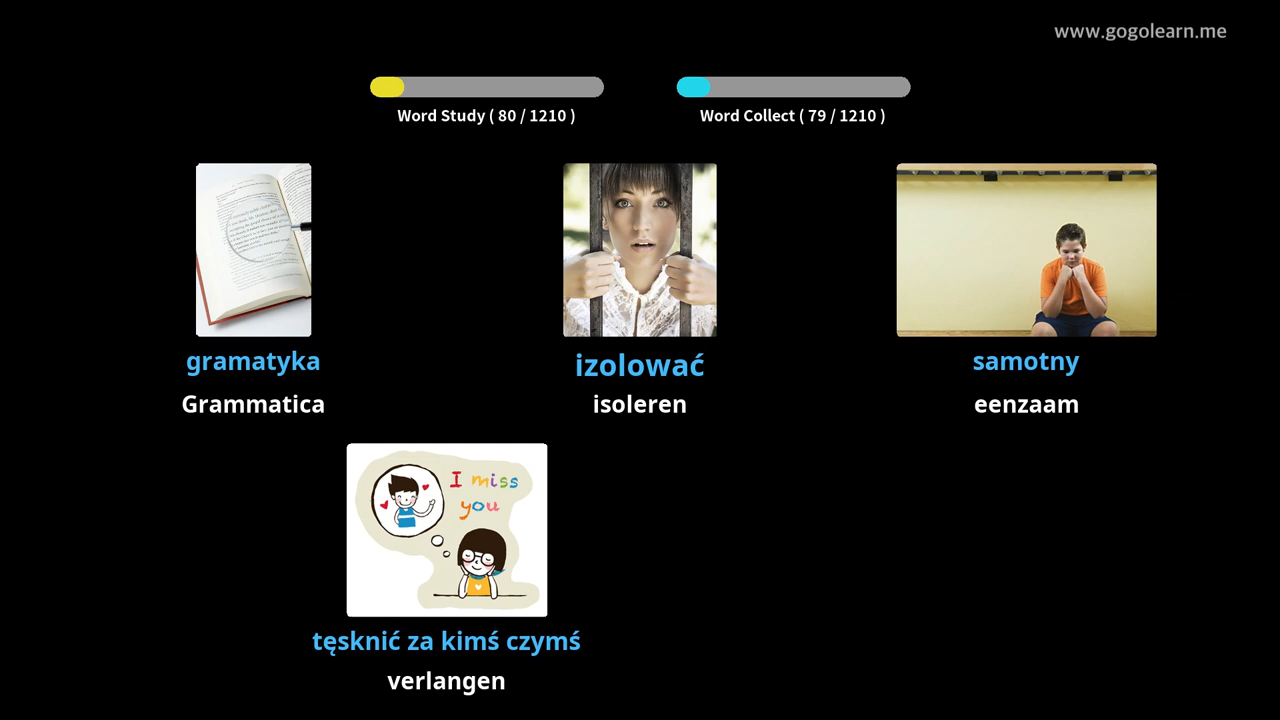 www.gogolearn.me
Word Study ( 80 / 1210 )
Word Collect ( 79 / 1210 )
gramatyka
Grammatica
izolować
isoleren
samotny
eenzaam
I miss
you
tęsknić za kimś czymś
verlangen